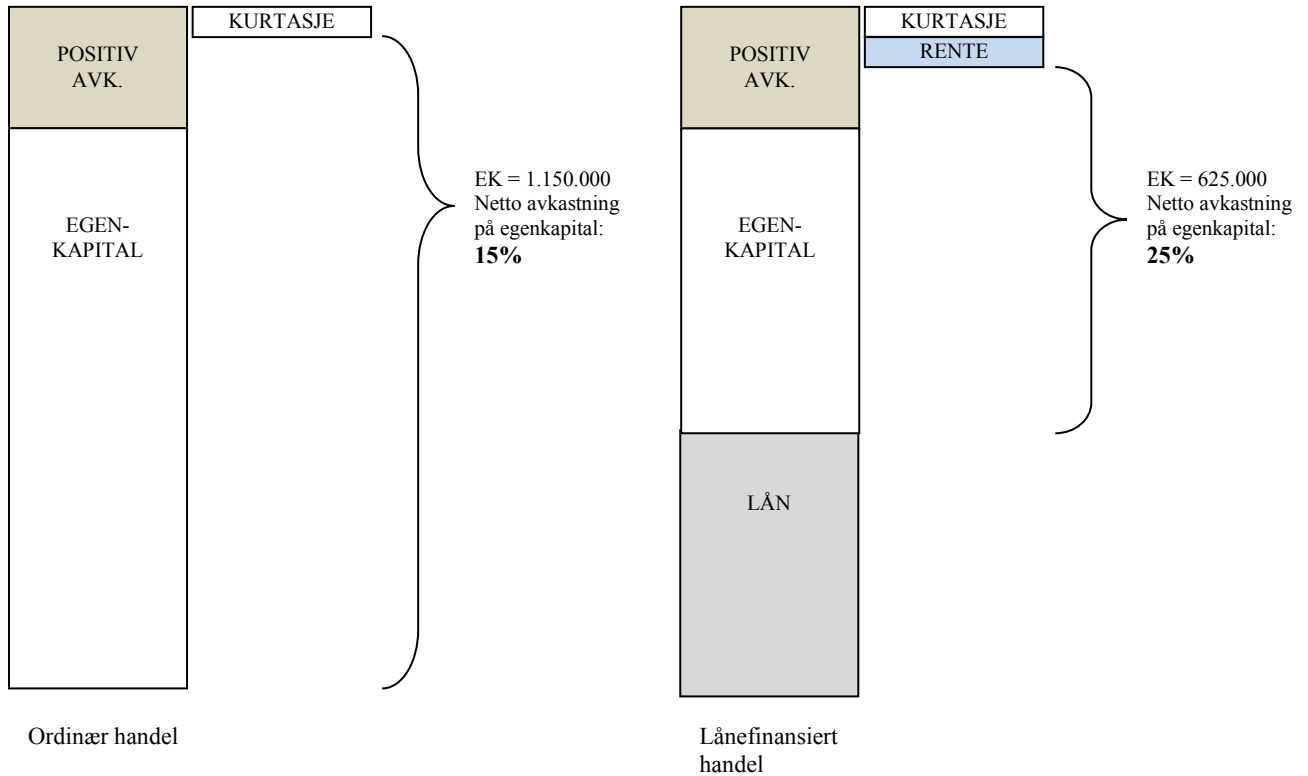 KURTASJE
POSITIV
AVK.
EGEN-
KAPITAL
EK = 1.150.000
Netto avkastning
på egenkapital:
15%
Ordinær handel
KURTASJE
RENTE
POSITIV
AVK.
EGEN-
KAPITAL
EK = 625.000
Netto avkastning
på egenkapital:
25%
LÅN
Lånefinansiert
handel